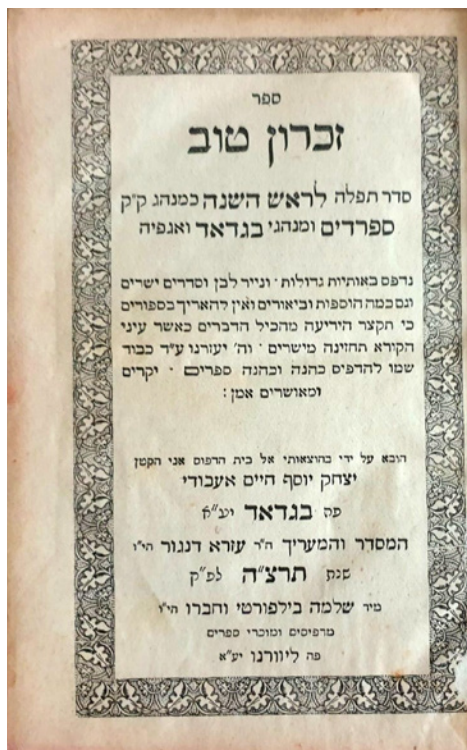 ספר
זכרון טוב
סדר תפלה לראש השנה כמנהג ק״ק
ספרדים ומנהגי בגדאד ואגפיה
נדפס באותיות גדולות · ונייר לבן וסדרים ישרים
וגם כמה הוספות וביאורים ואין להאריך בספורים
כי תקצר היריעה מהכיל הדברים כאשר עיני
הקורא תחזינה מישרים · וה׳ יעזרנו ע״ד כבוד
שמו להדפיס כהנה וכהנה ספרים · יקרים
ומאושרים אמן :
הובא על ידי בהוצאותי אל בית הדפוס אני הקטן
יצחק יוסף חיים אעבודי
פה בגדאד יע״א
המסדר והמעריך ה״ר עזרא דנגור הי״ו
שנת תרצ״ה לפ״ק
מיד שלמה בילפורטי וחברו הי״ו
מדפיסים ומוכרי ספרים
פה ליוורנו יע״א